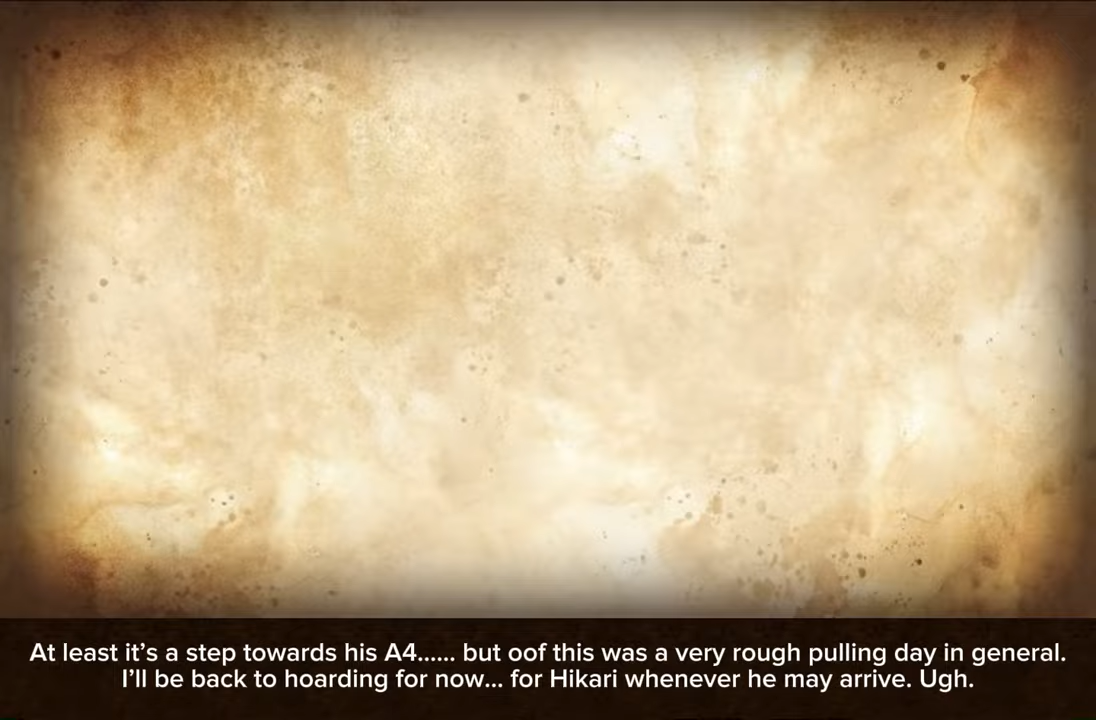 At least it’s a step towards his A4...... but oof this was a very rough pulling day in general.
I’ll be back to hoarding for now... for Hikari whenever he may arrive. Ugh.